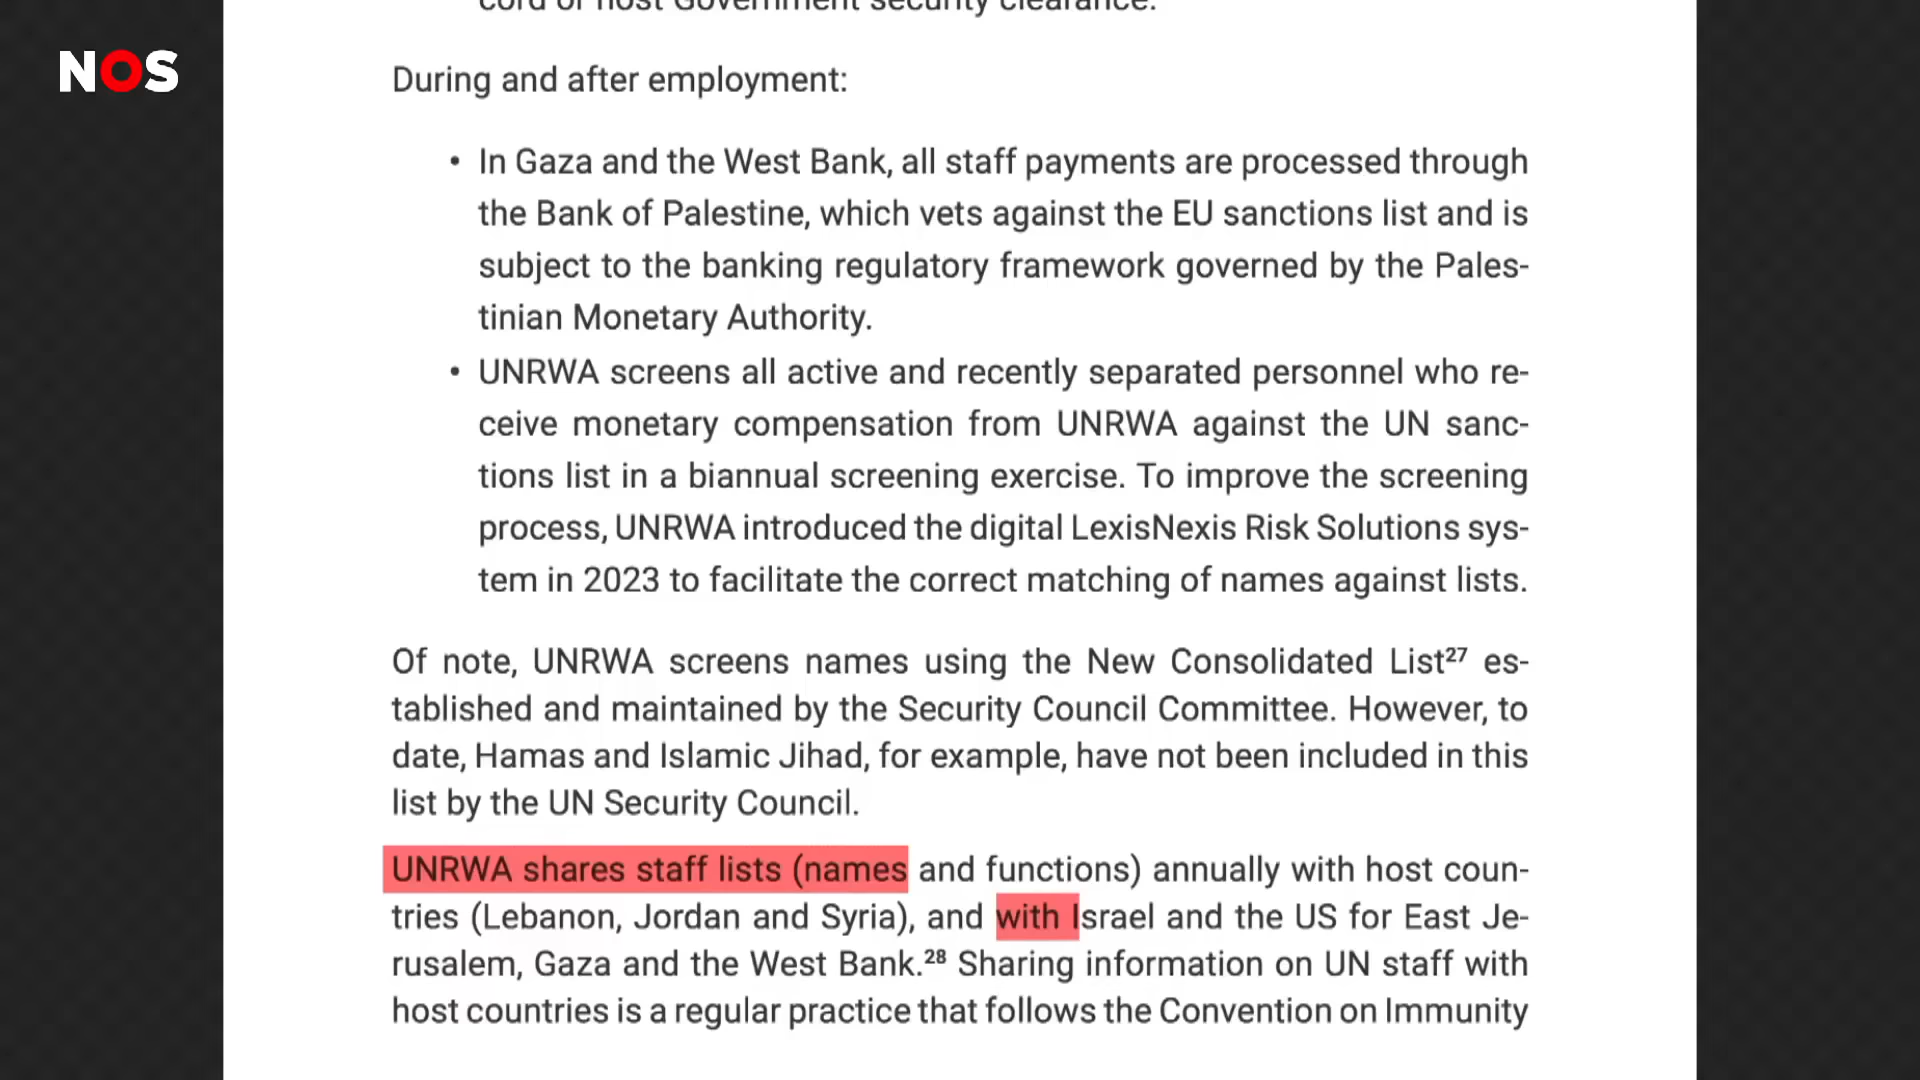 cord or host Government security clearance.
NOS
During and after employment:
• In Gaza and the West Bank, all staff payments are processed through
the Bank of Palestine, which vets against the EU sanctions list and is
subject to the banking regulatory framework governed by the Pales-
tinian Monetary Authority.
• UNRWA screens all active and recently separated personnel who re-
ceive monetary compensation from UNRWA against the UN sanc-
tions list in a biannual screening exercise. To improve the screening
process, UNRWA introduced the digital LexisNexis Risk Solutions sys-
tem in 2023 to facilitate the correct matching of names against lists.
Of note, UNRWA screens names using the New Consolidated List²⁷ es-
tablished and maintained by the Security Council Committee. However, to
date, Hamas and Islamic Jihad, for example, have not been included in this
list by the UN Security Council.
UNRWA shares staff lists (names and functions) annually with host coun-
tries (Lebanon, Jordan and Syria), and with Israel and the US for East Je-
rusalem, Gaza and the West Bank.²⁸ Sharing information on UN staff with
host countries is a regular practice that follows the Convention on Immunity